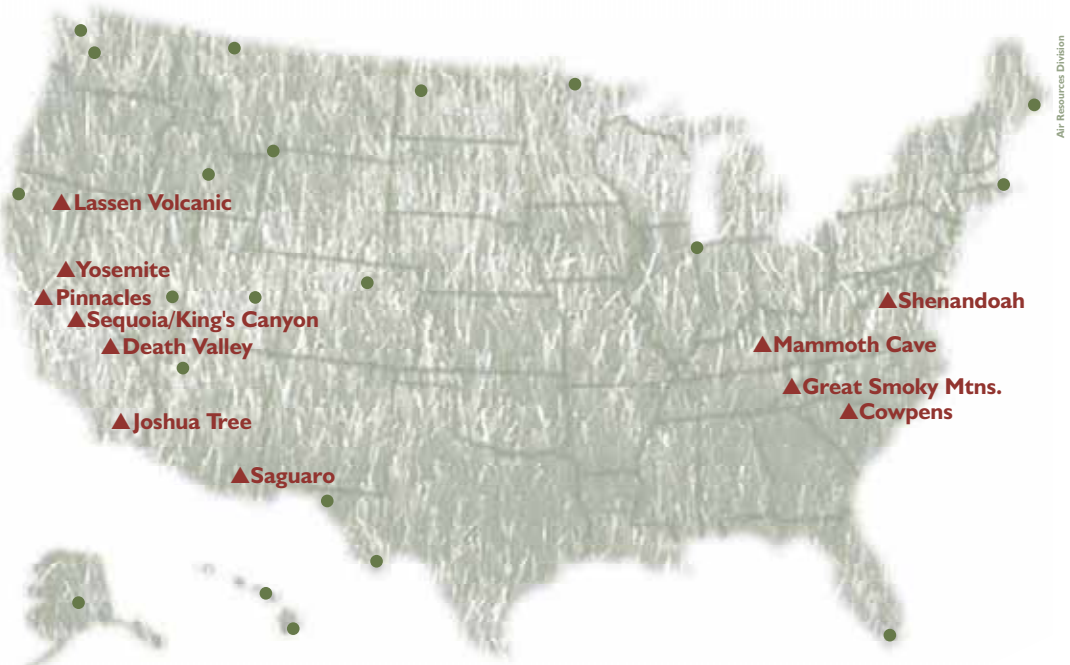 Air Resources Division
Lassen Volcanic
Yosemite
Pinnacles
Sequoia/King's Canyon
Death Valley
Joshua Tree
Saguaro
Shenandoah
Mammoth Cave
Great Smoky Mtns.
Cowpens